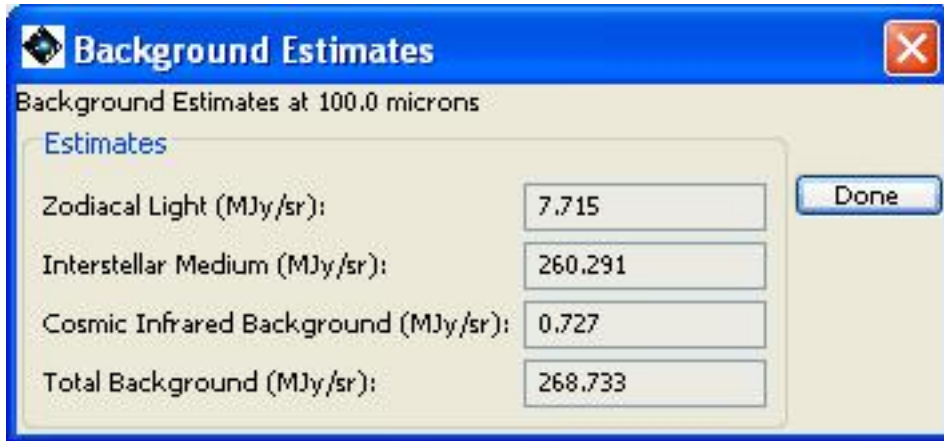 Background Estimates
Background Estimates at 100.0 microns
Estimates
Zodiacal Light (MJy/sr): 7.715
Done
Interstellar Medium (MJy/sr): 260.291
Cosmic Infrared Background (MJy/sr): 0.727
Total Background (MJy/sr): 268.733